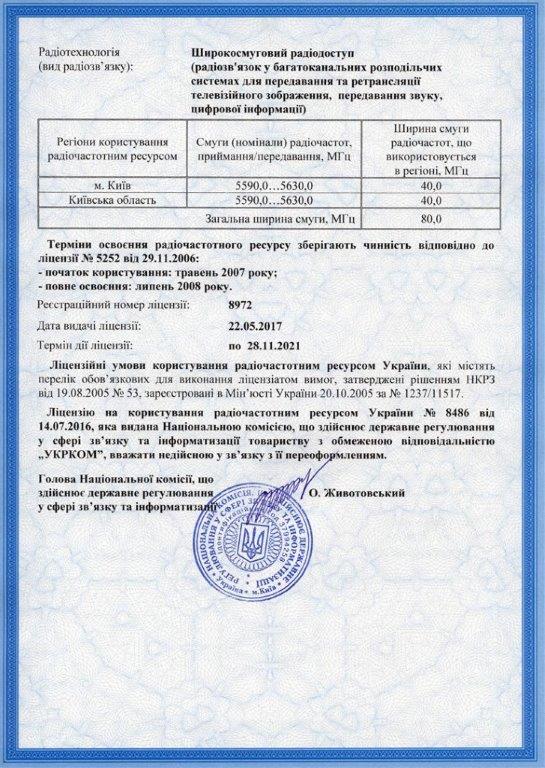 Радіотехнологія
(вид радіозв’язку):
Широкосмуговий радіодоступ
(радіозв'язок у багатоканальних розподільчих
системах для передавання та ретрансляції
телевізійного зображення, передавання звуку,
цифрової інформації)
Регіони користування
радіочастотним ресурсом
Смуги (номінали) радіочастот,
приймання/передавання, МГц
Ширина смуги
радіочастот, що
використовується
в регіоні, МГц
м. Київ 5590,0…5630,0 40,0
Київська область 5590,0…5630,0 40,0
Загальна ширина смуги, МГц 80,0
Терміни освоєння радіочастотного ресурсу зберігають чинність відповідно до
ліцензії № 5252 від 29.11.2006:
- початок користування: травень 2007 року;
- повне освоєння: липень 2008 року.
Реєстраційний номер ліцензії: 8972
Дата видачі ліцензії: 22.05.2017
Термін дії ліцензії: по 28.11.2021
Ліцензійні умови користування радіочастотним ресурсом України, які містять
перелік обов’язкових для виконання ліцензіатом вимог, затверджені рішенням НКРЗ
від 19.08.2005 № 53, зареєстровані в Мін’юсті України 20.10.2005 за № 1237/11517.
Ліцензію на користування радіочастотним ресурсом України № 8486 від
14.07.2016, яка видана Національною комісією, що здійснює державне регулювання
у сфері зв’язку та інформатизації товариству з обмеженою відповідальністю
„УКРКОМ”, вважати недійсною у зв’язку з її переоформленням.
Голова Національної комісії, що
здійснює державне регулювання
у сфері зв’язку та інформатизації
О. Животовський
НАЦІОНАЛЬНА КОМІСІЯ, ЩО ЗДІЙСНЮЄ ДЕРЖАВНЕ
РЕГУЛЮВАННЯ У СФЕРІ ЗВ'ЯЗКУ ТА ІНФОРМАТИЗАЦІЇ
Ідентифікаційний код 37994258
* Україна * м.Київ *